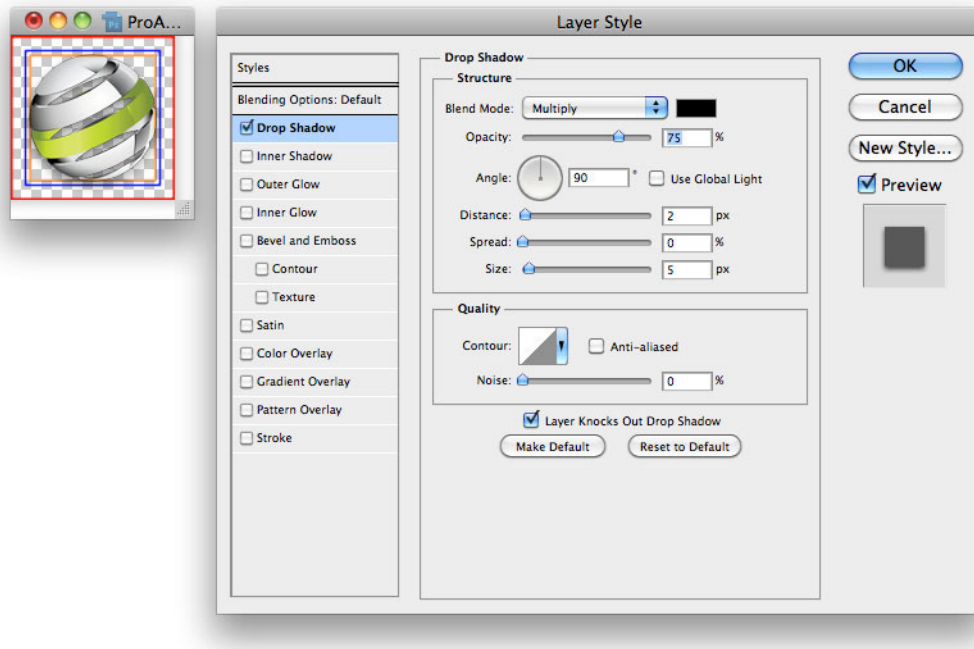 ProA...
Layer Style
Styles
Blending Options: Default
Drop Shadow
Inner Shadow
Outer Glow
Inner Glow
Bevel and Emboss
Contour
Texture
Satin
Color Overlay
Gradient Overlay
Pattern Overlay
Stroke
Drop Shadow
Structure
Blend Mode: Multiply
Opacity: 75 %
Angle: 90 ° Use Global Light
Distance: 2 px
Spread: 0 %
Size: 5 px
Quality
Contour: Anti-aliased
Noise: 0 %
Layer Knocks Out Drop Shadow
Make Default Reset to Default
OK
Cancel
New Style...
Preview